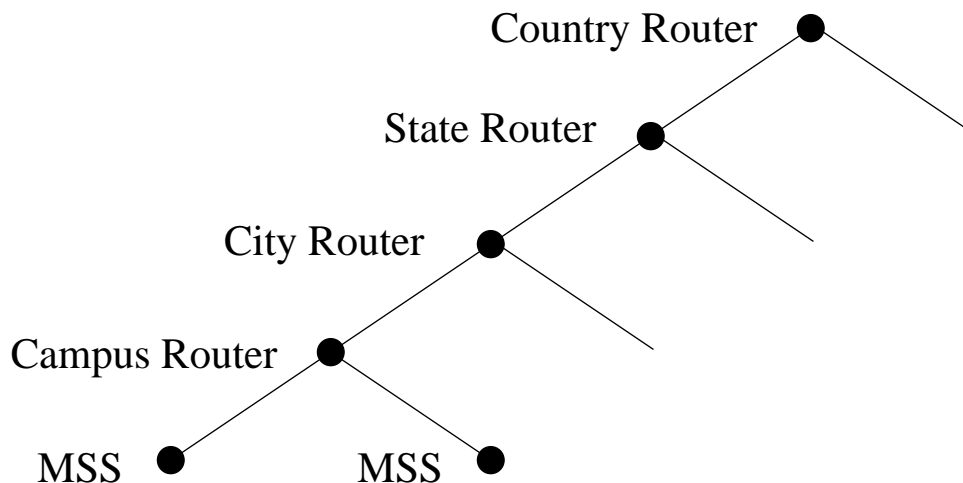 Country Router
State Router
City Router
Campus Router
MSS
MSS